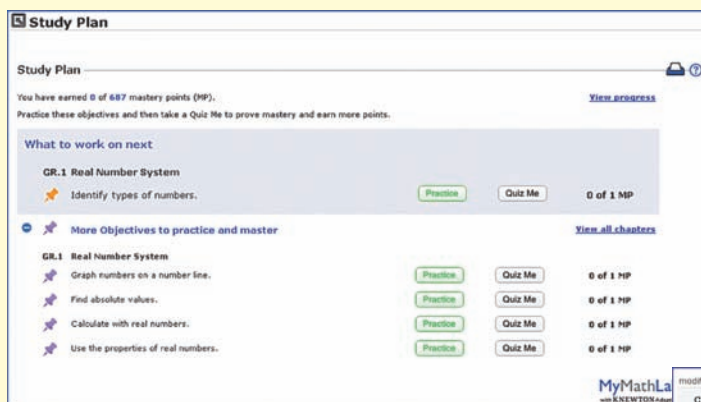 Study Plan
Study Plan
You have earned 0 of 687 mastery points (MP).
View progress
Practice these objectives and then take a Quiz Me to prove mastery and earn more points.
What to work on next
GR.1 Real Number System
Identify types of numbers. Practice Quiz Me 0 of 1 MP
More Objectives to practice and master View all chapters
GR.1 Real Number System
Graph numbers on a number line. Practice Quiz Me 0 of 1 MP
Find absolute values. Practice Quiz Me 0 of 1 MP
Calculate with real numbers. Practice Quiz Me 0 of 1 MP
Use the properties of real numbers. Practice Quiz Me 0 of 1 MP
MyMathLa
with KNEWTON